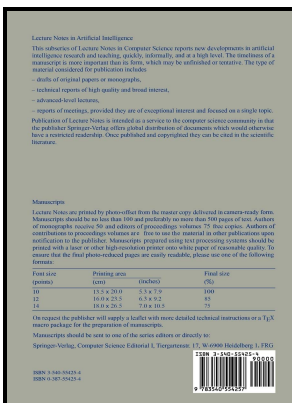 Lecture Notes in Artificial Intelligence
This subseries of Lecture Notes in Computer Science reports new developments in artificial
intelligence research and teaching, quickly, informally, and at a high level. The timeliness of a
manuscript is more important than its form, which may be unfinished or tentative. The type of
material considered for publication includes
– drafts of original papers or monographs,
– technical reports of high quality and broad interest,
– advanced-level lectures,
– reports of meetings, provided they are of exceptional interest and focused on a single topic.
Publication of Lecture Notes is intended as a service to the computer science community in that
the publisher Springer-Verlag offers global distribution of documents which would otherwise
have a restricted readership. Once published and copyrighted they can be cited in the scientific
literature.
Manuscripts
Lecture Notes are printed by photo-offset from the master copy delivered in camera-ready form.
Manuscripts should be no less than 100 and preferably no more than 500 pages of text. Authors
of monographs receive 50 and editors of proceedings volumes 75 free copies. Authors of
contributions to proceedings volumes are free to use the material in other publications upon
notification to the publisher. Manuscripts prepared using text processing systems should be
printed with a laser or other high-resolution printer onto white paper of reasonable quality. To
ensure that the final photo-reduced pages are easily readable, please use one of the following
formats:
Font size Printing area Final size
(points) (cm) (inches) (%)
10 13.5 x 20.0 5.3 x 7.9 100
12 16.0 x 23.5 6.3 x 9.2 85
14 18.0 x 26.5 7.0 x 10.5 75
On request the publisher will supply a leaflet with more detailed technical instructions or a TEX
macro package for the preparation of manuscripts.
Manuscripts should be sent to one of the series editors or directly to:
Springer-Verlag, Computer Science Editorial I, Tiergartenstr. 17, W-6900 Heidelberg 1, FRG
ISBN 3-540-55425-4
90000
ISBN 3-540-55425-4
ISBN 0-387-55425-4
9 783540 554257